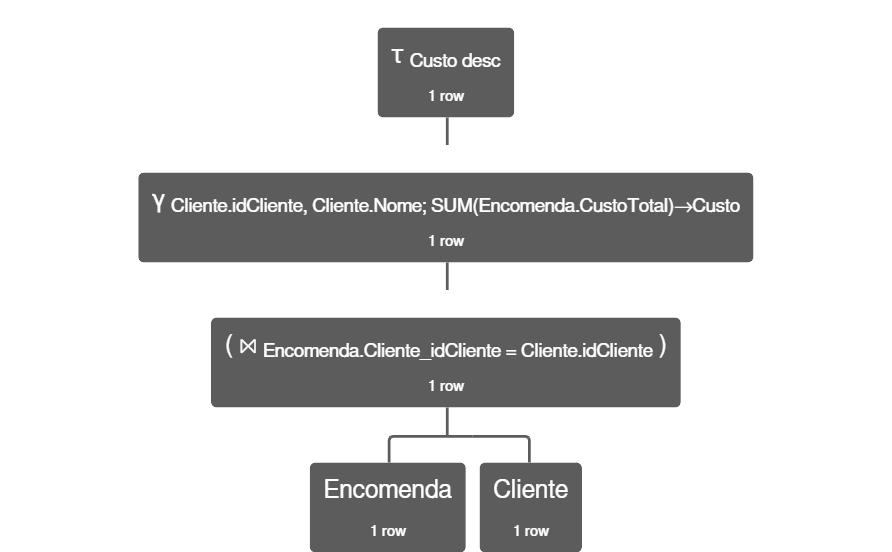 τ Custo desc
1 row
γ Cliente.idCliente, Cliente.Nome; SUM(Encomenda.CustoTotal)→Custo
1 row
( ⋈ Encomenda.Cliente_idCliente = Cliente.idCliente )
1 row
Encomenda
1 row
Cliente
1 row